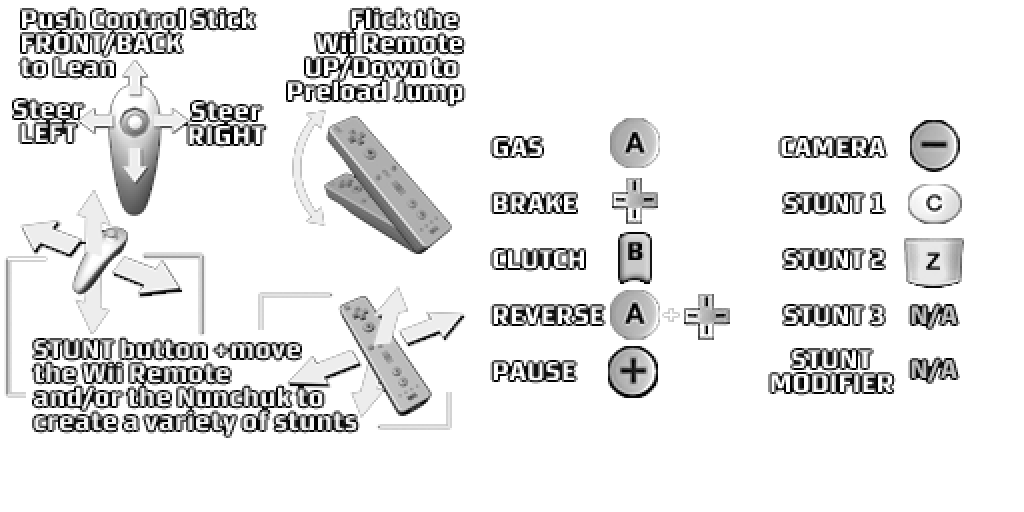 Push Control Stick
FRONT/BACK
to Lean
Steer
LEFT
Steer
RIGHT
Flick the
Wii Remote
UP/Down to
Preload Jump
STUNT button +move
the Wii Remote
and/or the Nunchuk to
create a variety of stunts
GAS A
BRAKE
CLUTCH B
REVERSE A +
PAUSE +
CAMERA −
STUNT 1 C
STUNT 2 Z
STUNT 3 N/A
STUNT
MODIFIER N/A